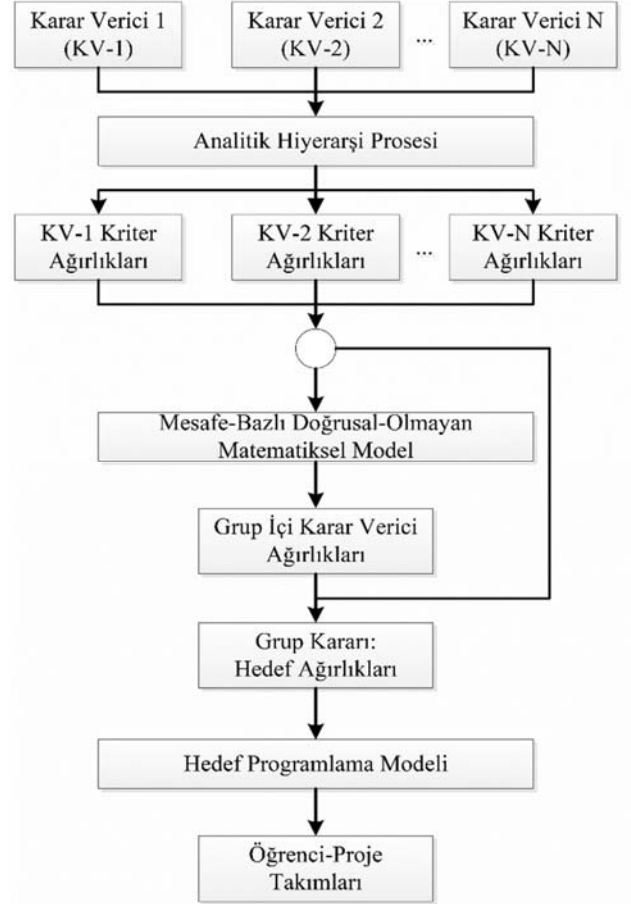 Karar Verici 1
(KV-1)
Karar Verici 2
(KV-2)
...
Karar Verici N
(KV-N)
Analitik Hiyerarşi Prosesi
KV-1 Kriter
Ağırlıkları
KV-2 Kriter
Ağırlıkları
...
KV-N Kriter
Ağırlıkları
Mesafe-Bazlı Doğrusal-Olmayan
Matematiksel Model
Grup İçi Karar Verici
Ağırlıkları
Grup Kararı:
Hedef Ağırlıkları
Hedef Programlama Modeli
Öğrenci-Proje
Takımları